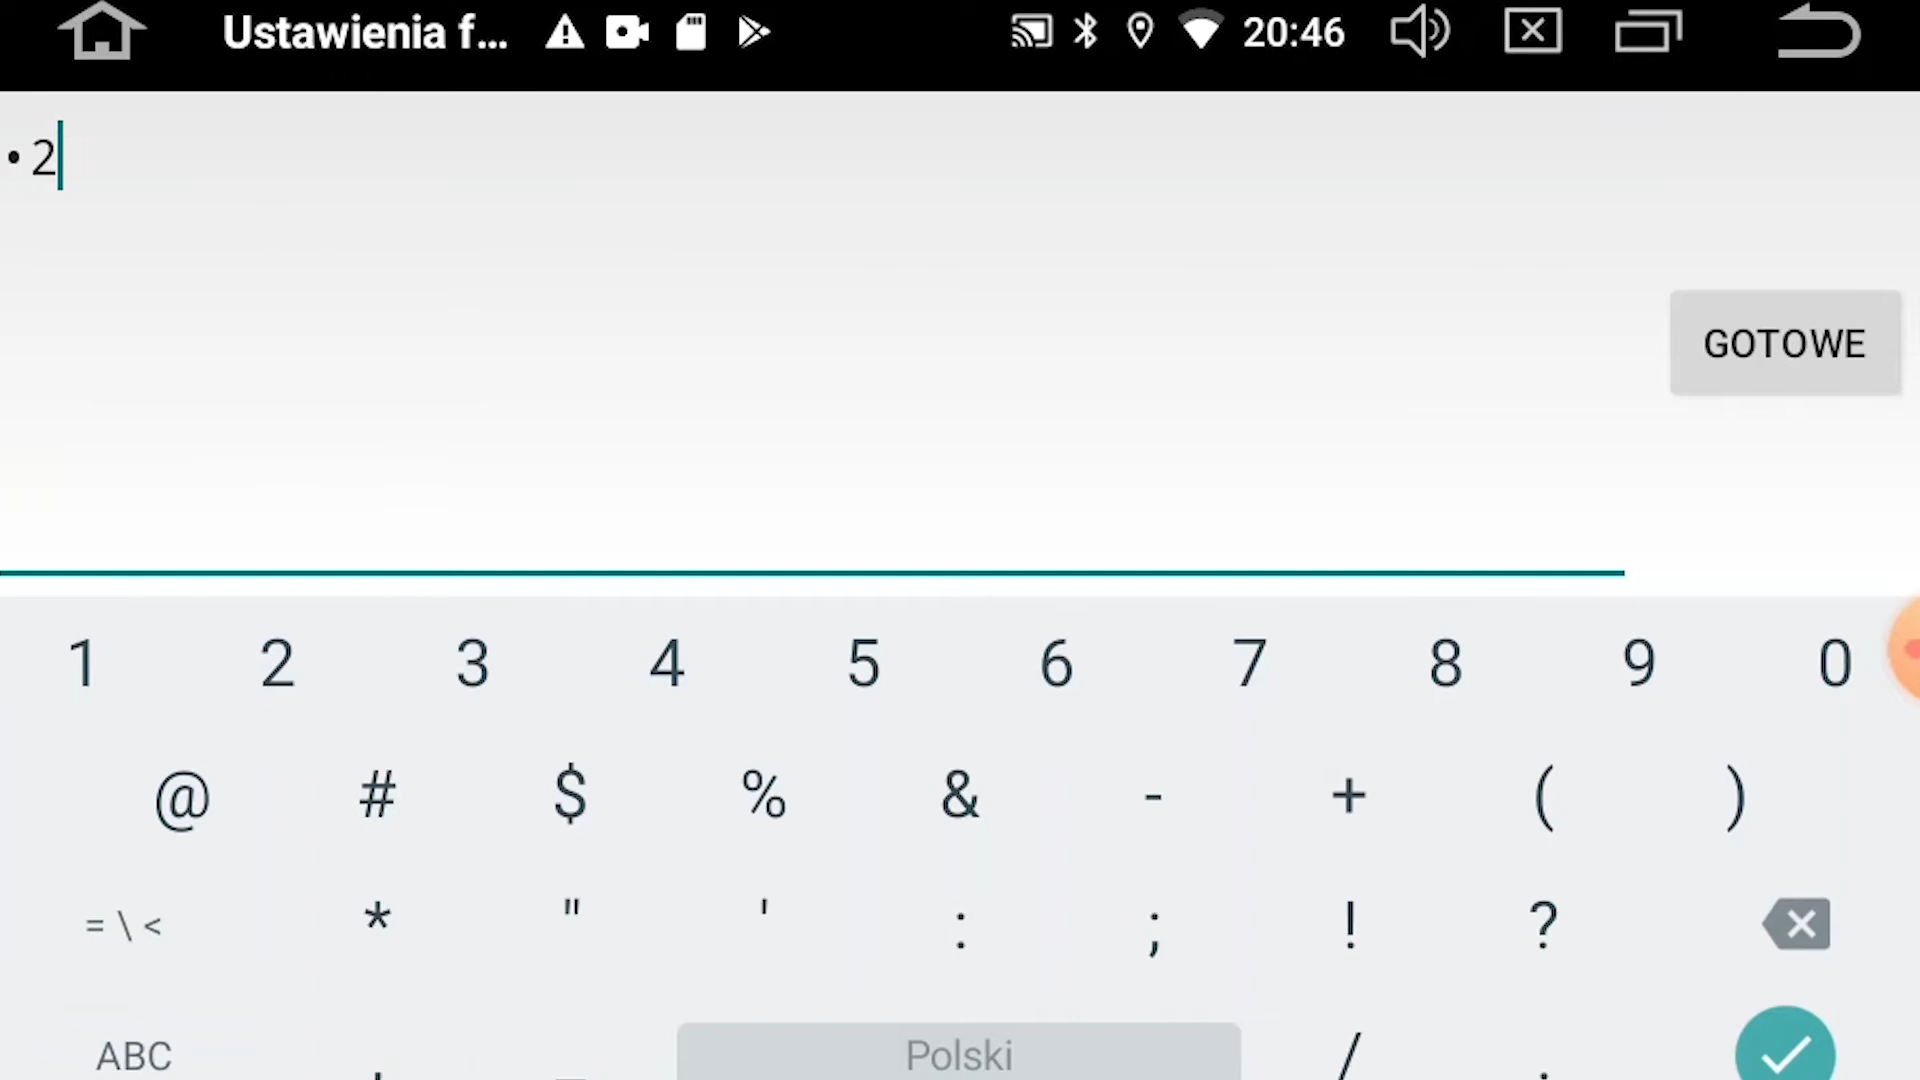 Ustawienia f... 20:46
•2
GOTOWE
1 2 3 4 5 6 7 8 9 0
@ # $ % & - + ( )
= \ < * " ' : ; ! ?
ABC Polski /